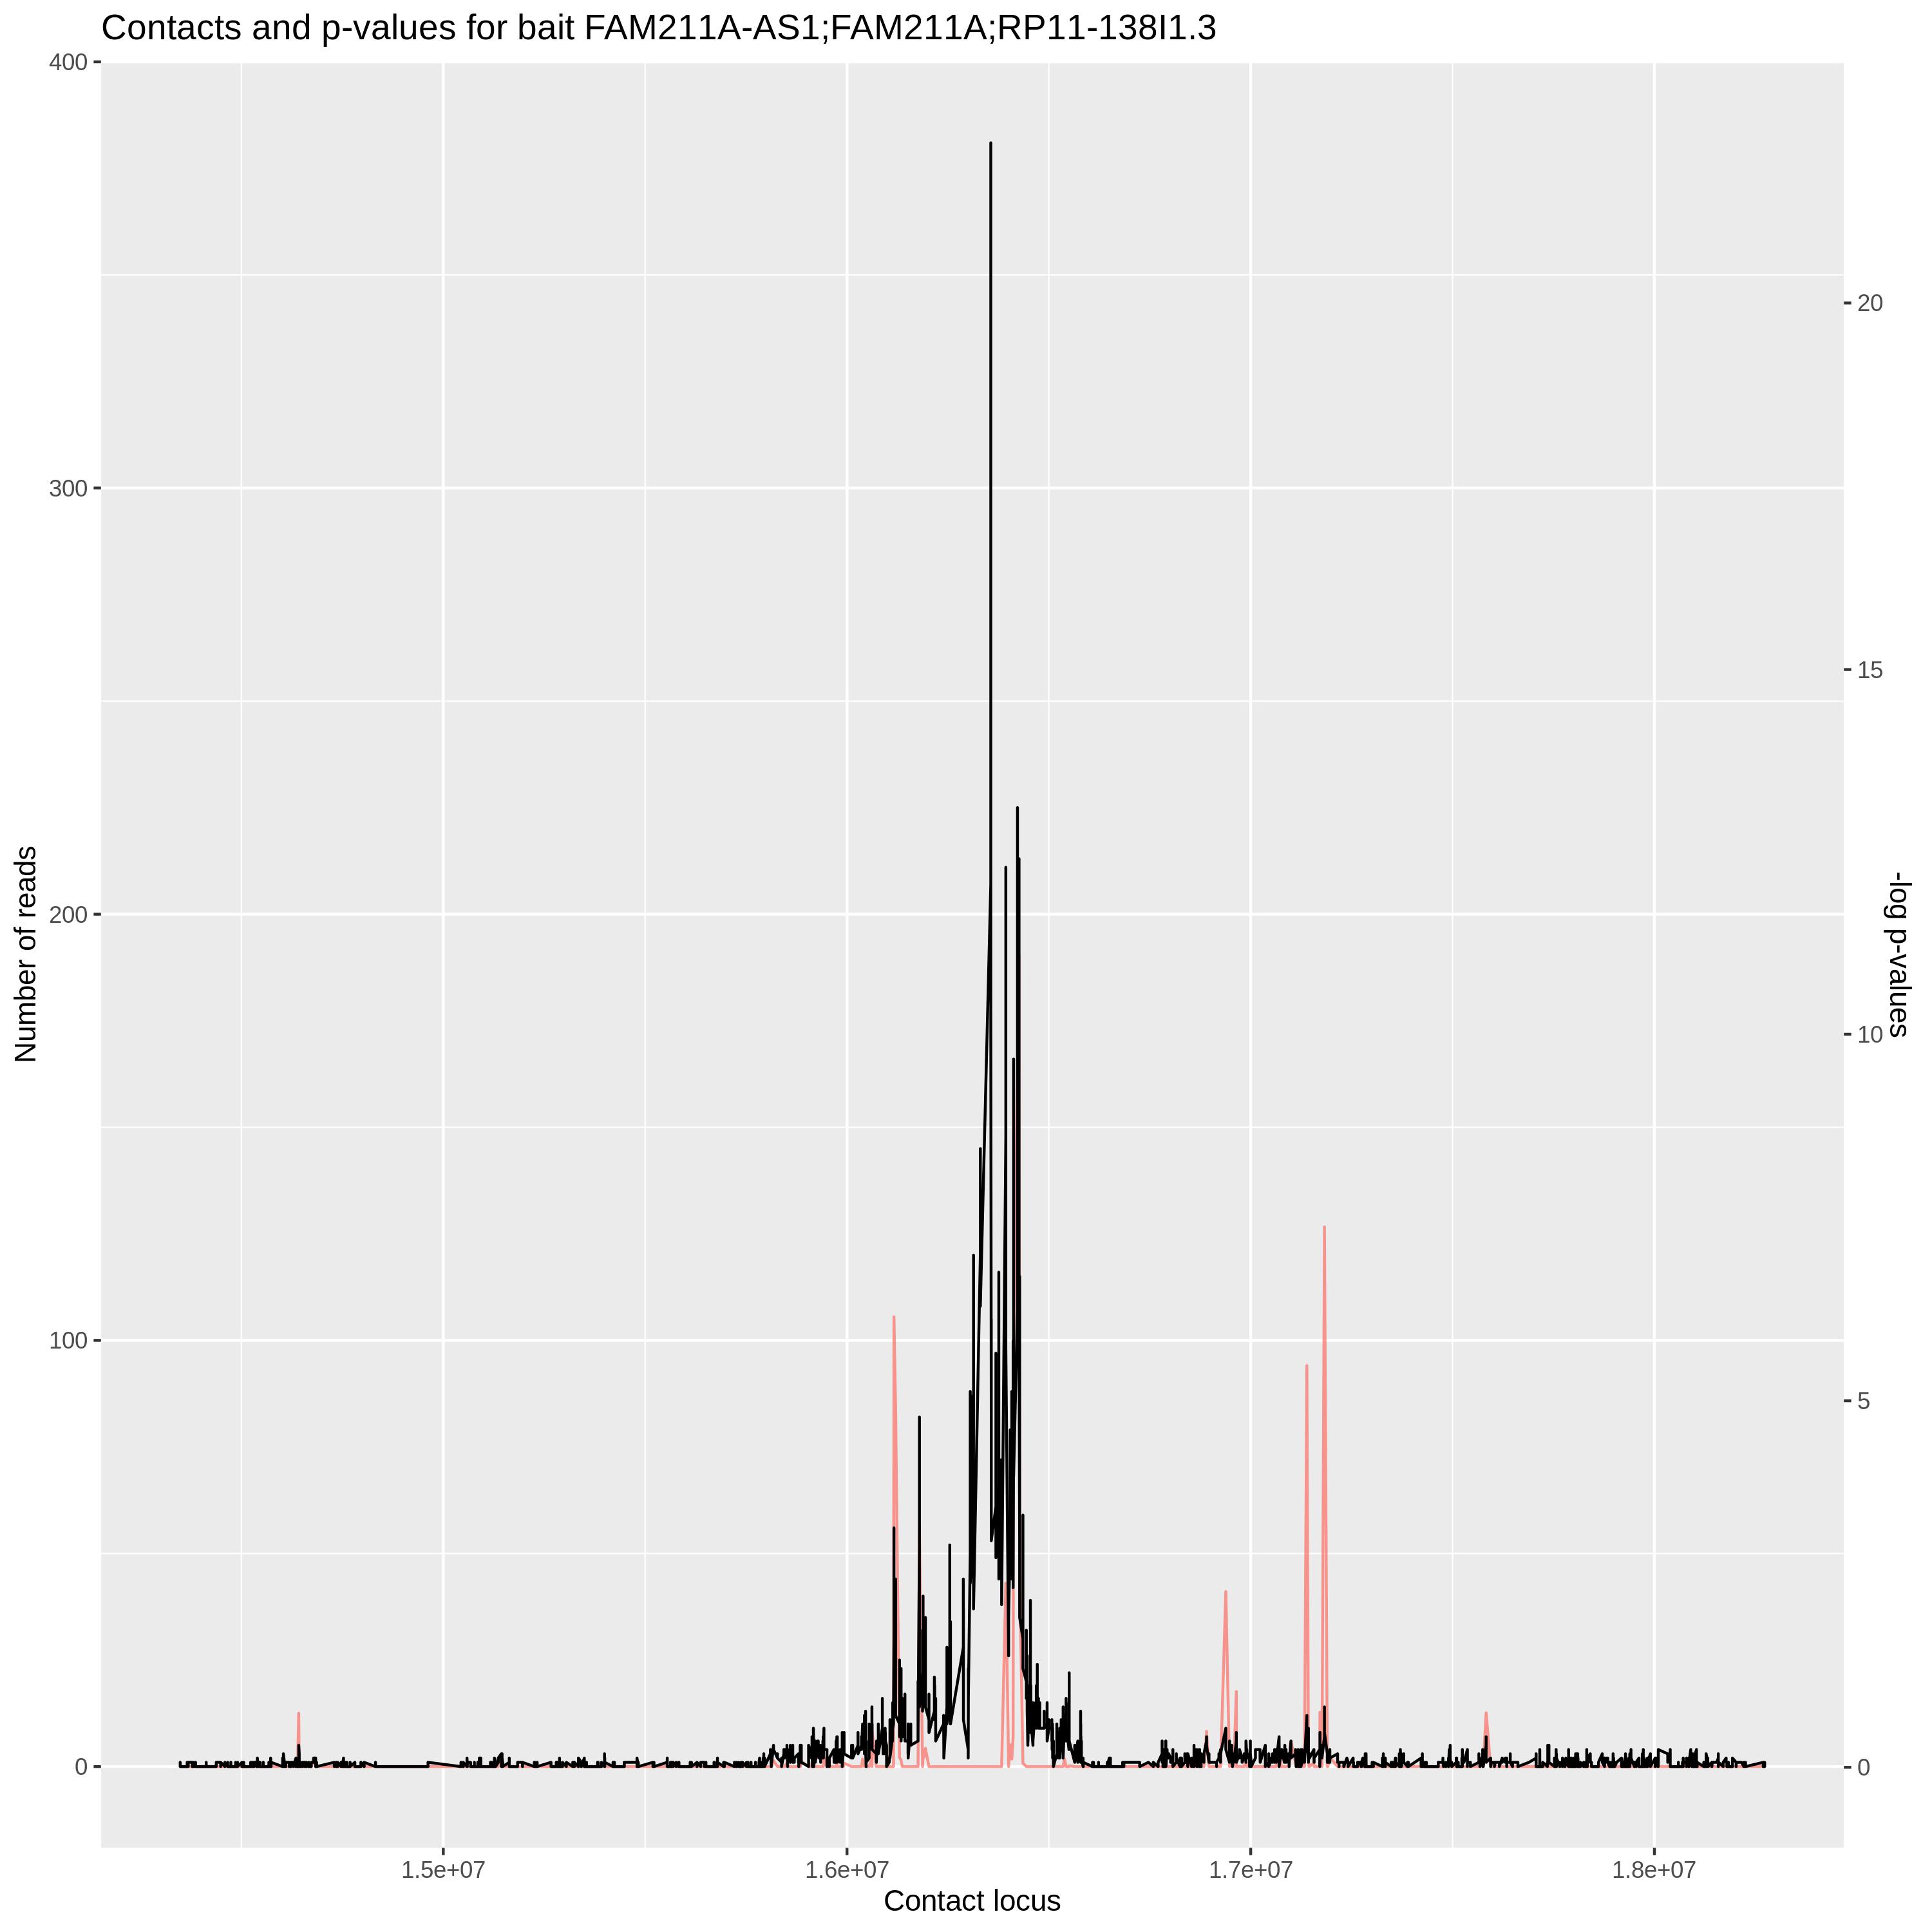 Contacts and p-values for bait FAM211A-AS1;FAM211A;RP11-138I1.3
400
300
200
100
0
Number of reads
20
15
10
5
0
-log p-values
1.5e+07
1.6e+07
1.7e+07
1.8e+07
Contact locus